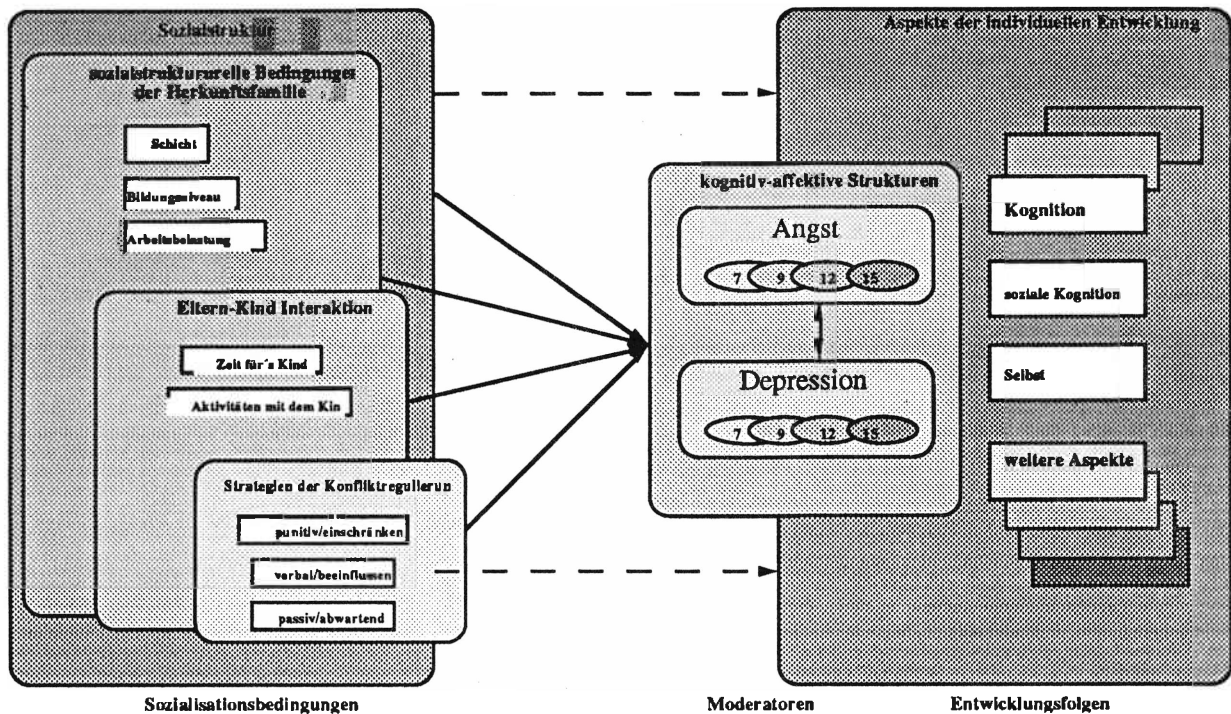 Sozialstruktur
sozialstruktururelle Bedingungen
der Herkunftsfamilie
Schicht
Bildungsniveau
Arbeitsbelastung
Eltern-Kind Interaktion
Zeit für´s Kind
Aktivitäten mit dem Kin
Strategien der Konfliktregulierun
punitiv/einschränken
verbal/beeinflussen
passiv/abwartend
Sozialisationsbedingungen
kognitiv-affektive Strukturen
Angst
7 9 12 15
Depression
7 9 12 15
Moderatoren
Aspekte der individuellen Entwicklung
Kognition
soziale Kognition
Selbst
weitere Aspekte
Entwicklungsfolgen